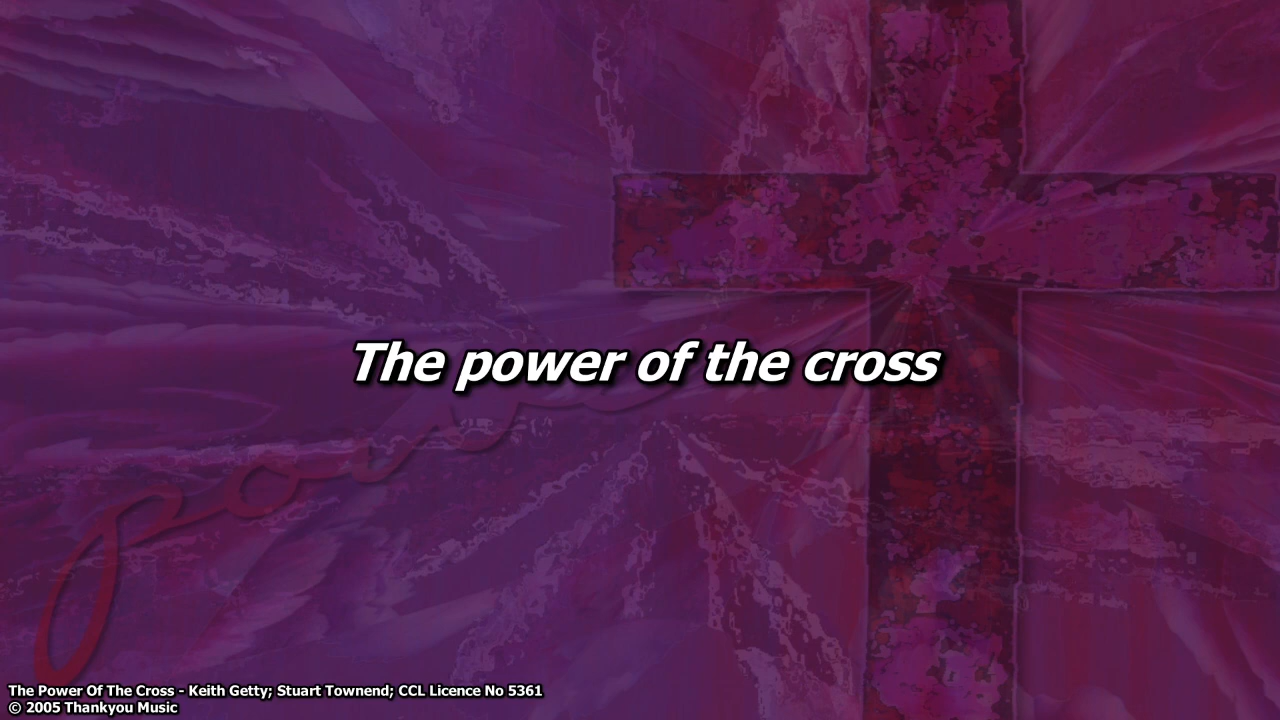 The power of the cross
power
The Power Of The Cross - Keith Getty; Stuart Townend; CCL Licence No 5361
© 2005 Thankyou Music